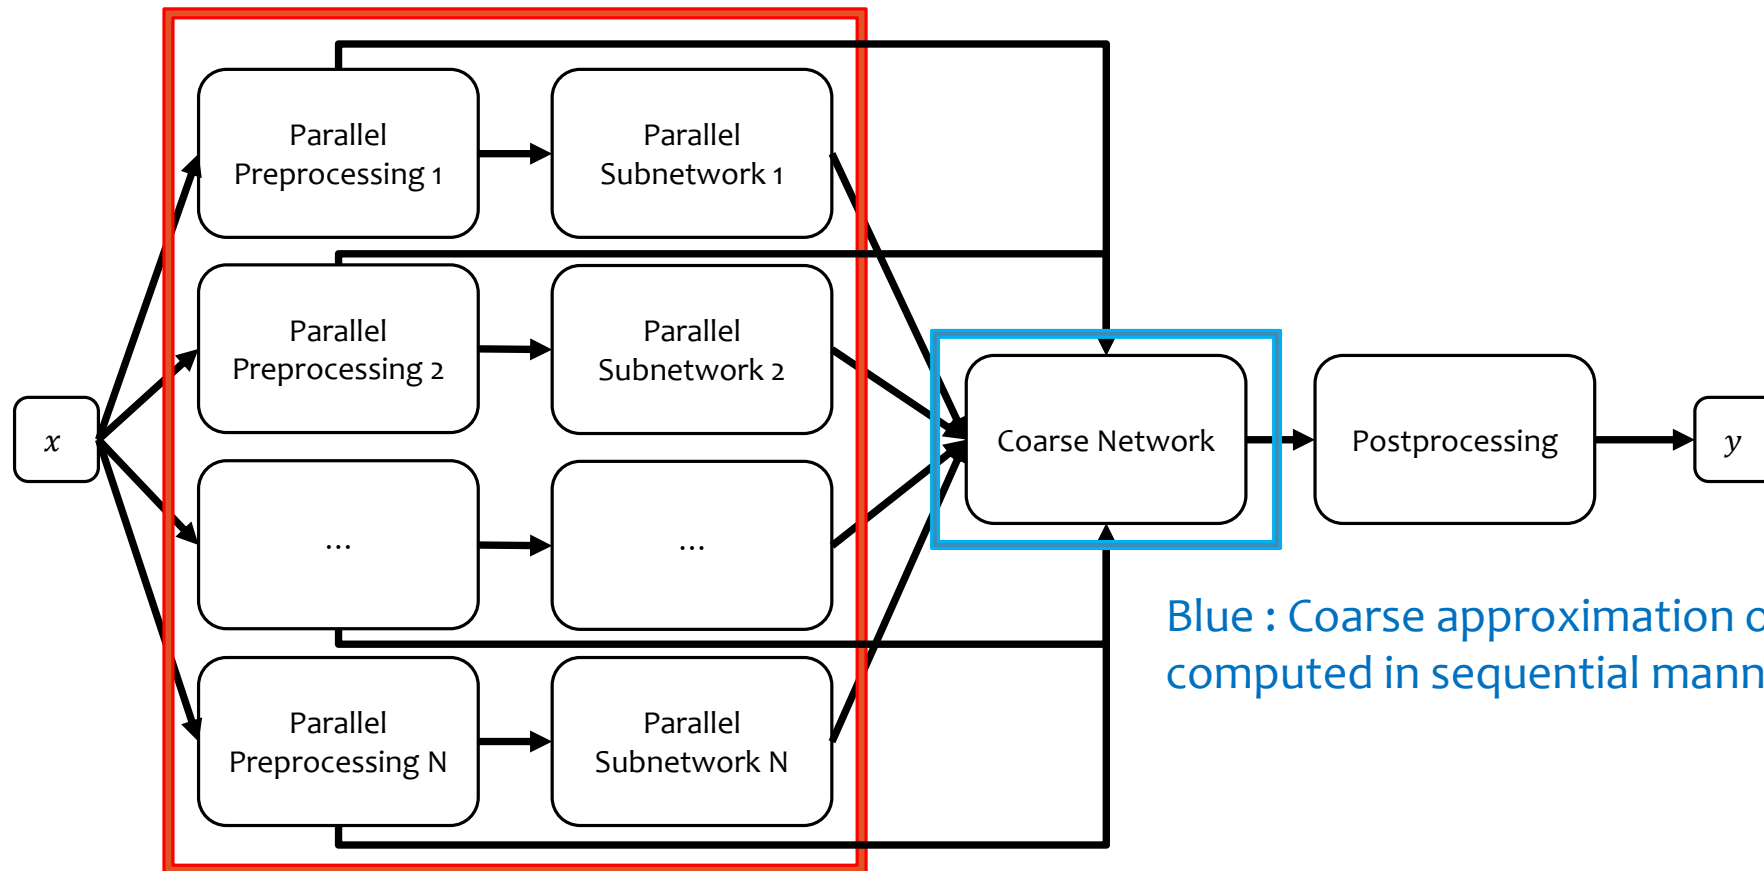 Parallel
Preprocessing 1
Parallel
Subnetwork 1
Parallel
Preprocessing 2
Parallel
Subnetwork 2
x
Coarse Network
Postprocessing
y
...
...
Blue : Coarse approximation
computed in sequential
Parallel
Preprocessing N
Parallel
Subnetwork N